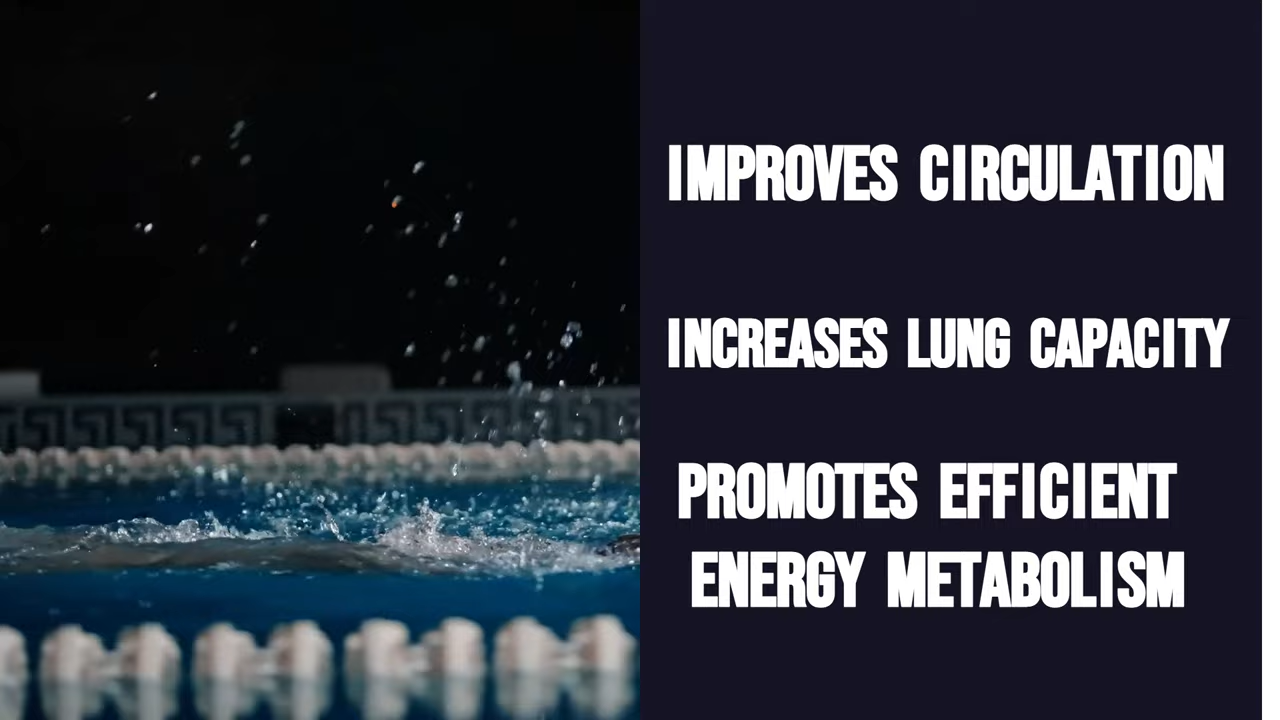 IMPROVES CIRCULATION
INCREASES LUNG CAPACITY
PROMOTES EFFICIENT
ENERGY METABOLISM